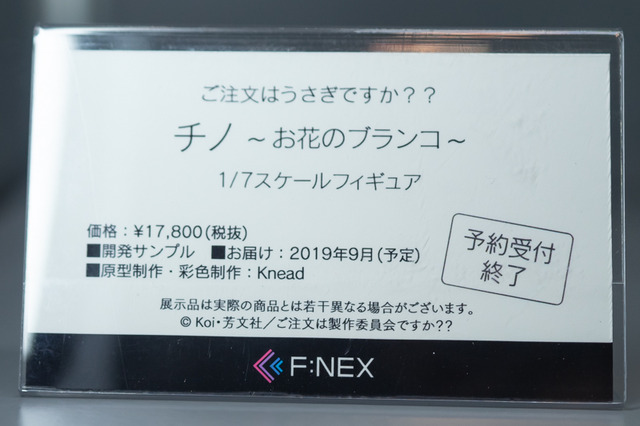 ご注文はうさぎですか？？
チノ ～お花のブランコ～
1/7スケールフィギュア
価格：¥17,800(税抜)
■開発サンプル　■お届け：2019年9月(予定)
■原型制作・彩色制作：Knead
予約受付
終了
展示品は実際の商品とは若干異なる場合がございます。
© Koi・芳文社／ご注文は製作委員会ですか??
F:NEX